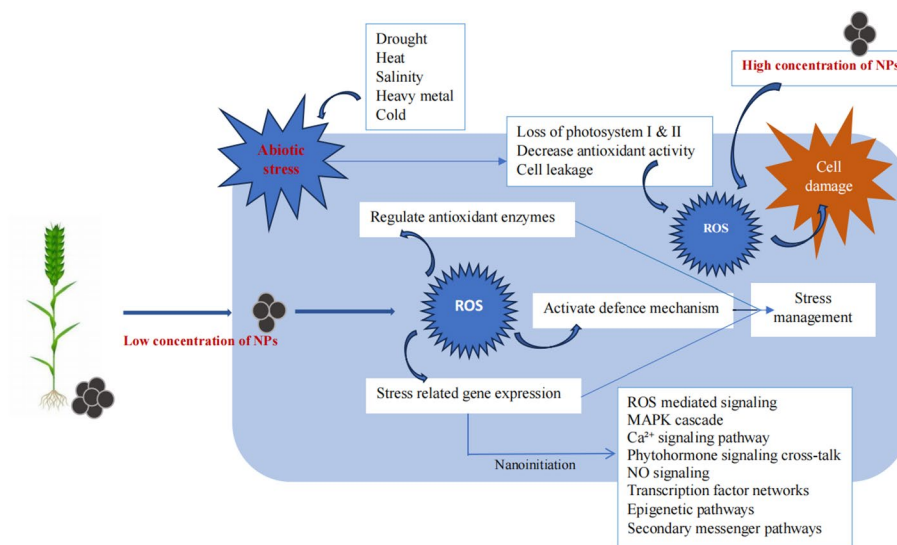 Drought
Heat
Salinity
Heavy metal
Cold
High concentration of NPs
Abiotic
stress
Loss of photosystem I & II
Decrease antioxidant activity
Cell leakage
Cell
damage
ROS
Regulate antioxidant enzymes
ROS
Activate defence mechanism
Stress
management
Low concentration of NPs
Stress related gene expression
Nanoinitiation
ROS mediated signaling
MAPK cascade
Ca²⁺ signaling pathway
Phytohormone signaling cross-talk
NO signaling
Transcription factor networks
Epigenetic pathways
Secondary messenger pathways